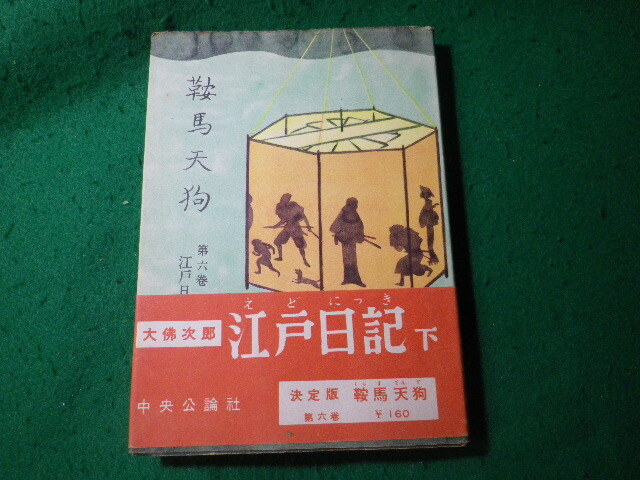 鞍馬天狗
第六巻
江戸日
えどにっき
大佛次郎
江戸日記 下
中央公論社
くらまてんぐ
決定版 鞍馬天狗
第六巻 ¥160